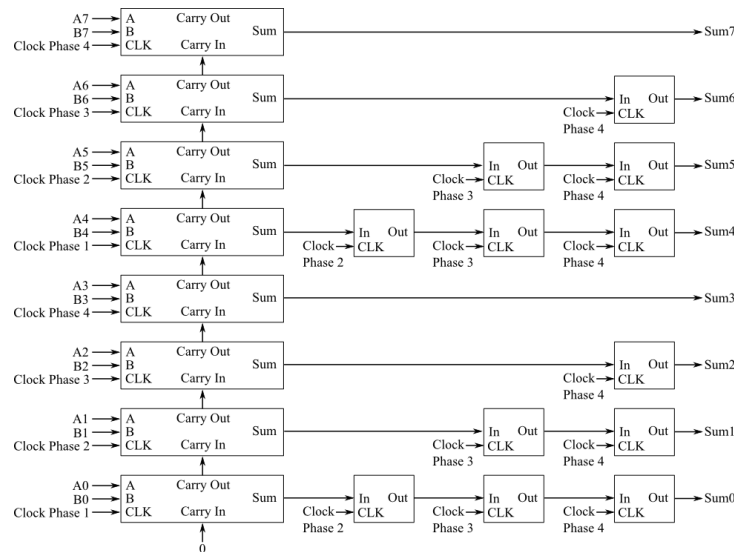 A7 A Carry Out
B7 B Sum Sum7
Clock Phase 4 CLK Carry In
A6 A Carry Out
B6 B Sum In Out Sum6
Clock Phase 3 CLK Carry In Clock CLK
Phase 4
A5 A Carry Out
B5 B Sum In Out In Out Sum5
Clock Phase 2 CLK Carry In Clock CLK Clock CLK
Phase 3 Phase 4
A4 A Carry Out
B4 B Sum In Out In Out In Out Sum4
Clock Phase 1 CLK Carry In Clock CLK Clock CLK Clock CLK
Phase 2 Phase 3 Phase 4
A3 A Carry Out
B3 B Sum Sum3
Clock Phase 4 CLK Carry In
A2 A Carry Out
B2 B Sum In Out Sum2
Clock Phase 3 CLK Carry In Clock CLK
Phase 4
A1 A Carry Out
B1 B Sum In Out In Out Sum1
Clock Phase 2 CLK Carry In Clock CLK Clock CLK
Phase 3 Phase 4
A0 A Carry Out
B0 B Sum In Out In Out In Out Sum0
Clock Phase 1 CLK Carry In Clock CLK Clock CLK Clock CLK
Phase 2 Phase 3 Phase 4
0